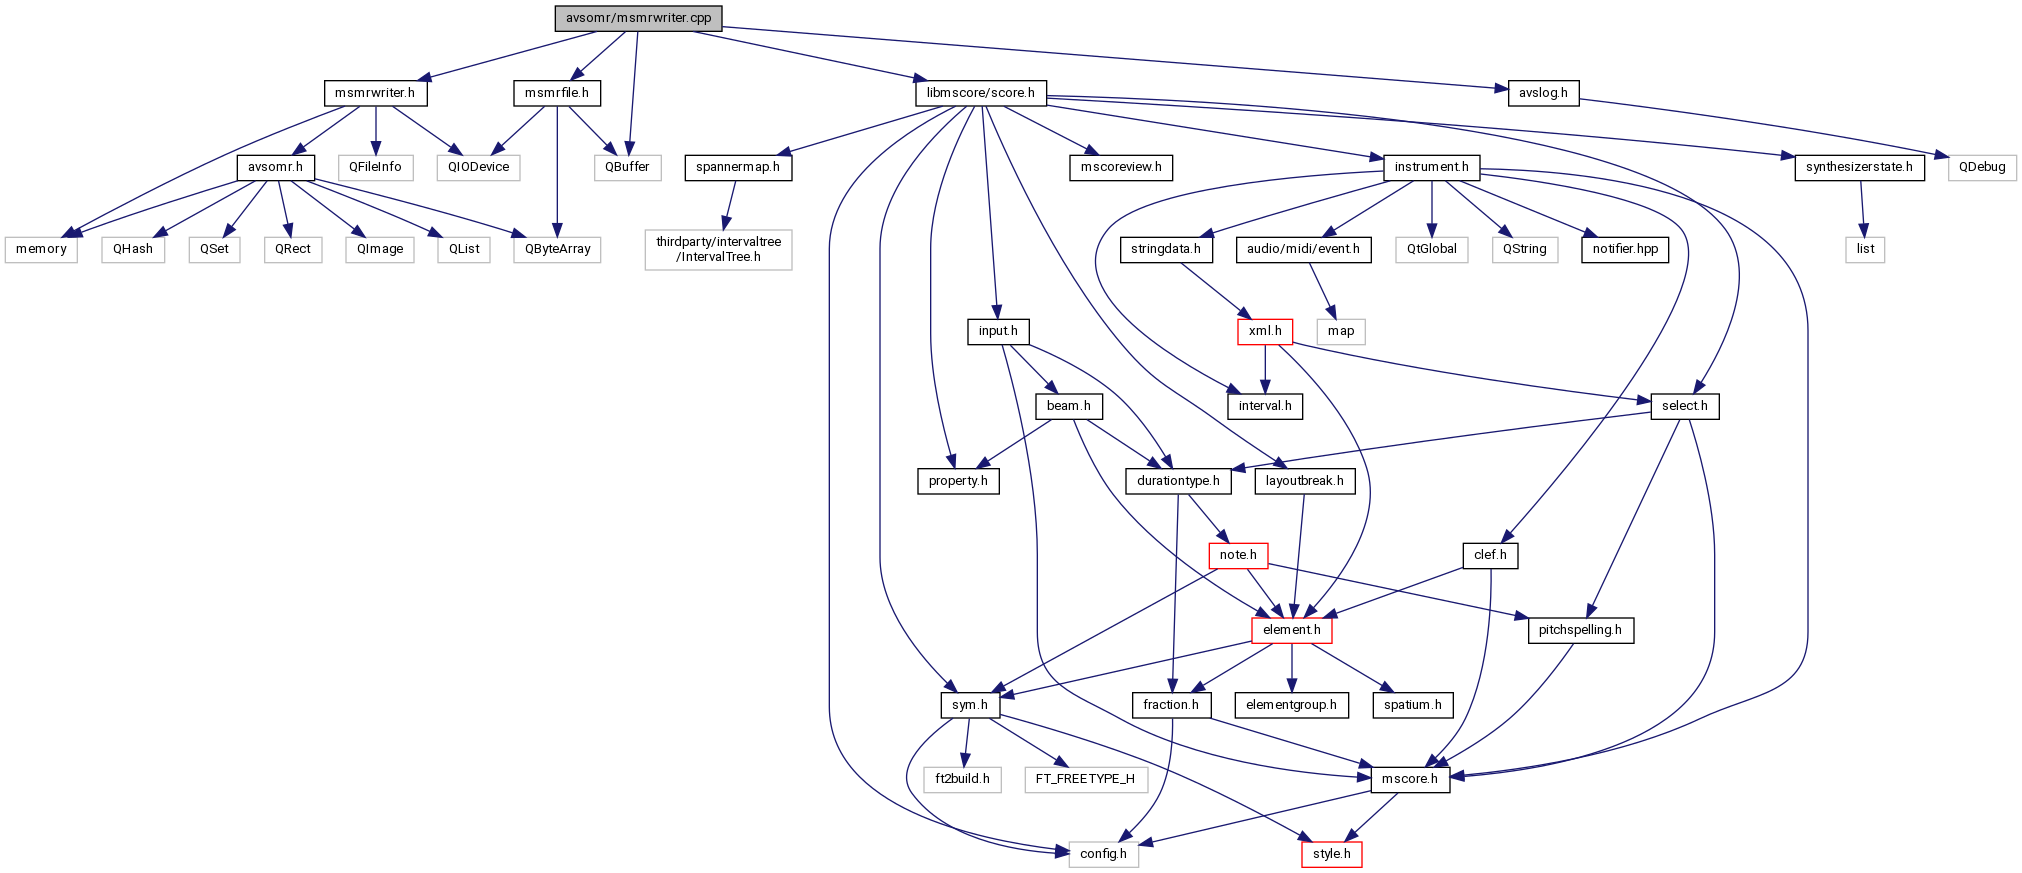 avsomr/msmrwriter.cpp
msmrwriter.h
msmrfile.h
libmscore/score.h
avslog.h
avsomr.h
QFileInfo
QIODevice
QBuffer
spannermap.h
mscoreview.h
instrument.h
synthesizerstate.h
QDebug
memory
QHash
QSet
QRect
QImage
QList
QByteArray
thirdparty/intervaltree
/IntervalTree.h
stringdata.h
audio/midi/event.h
QtGlobal
QString
notifier.hpp
list
input.h
xml.h
map
beam.h
interval.h
select.h
property.h
durationtype.h
layoutbreak.h
note.h
clef.h
element.h
pitchspelling.h
sym.h
fraction.h
elementgroup.h
spatium.h
ft2build.h
FT_FREETYPE_H
mscore.h
config.h
style.h